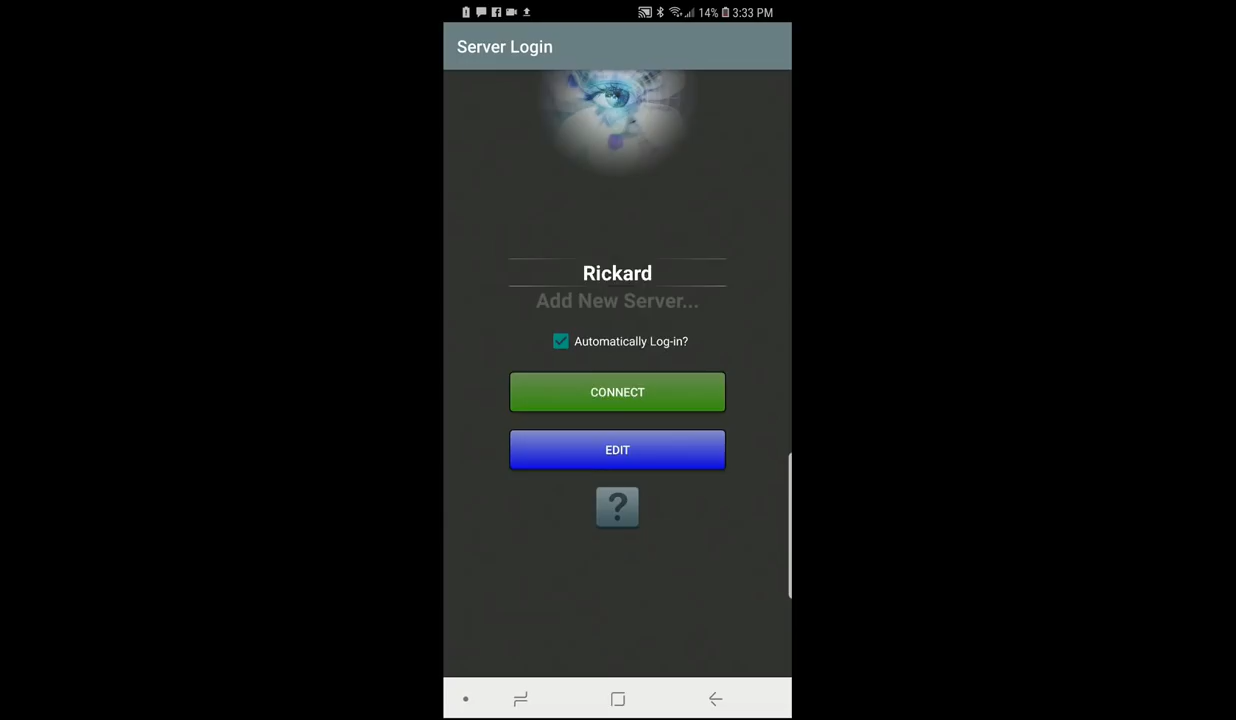 14% 3:33 PM
Server Login
Rickard
Add New Server...
Automatically Log-in?
CONNECT
EDIT
?